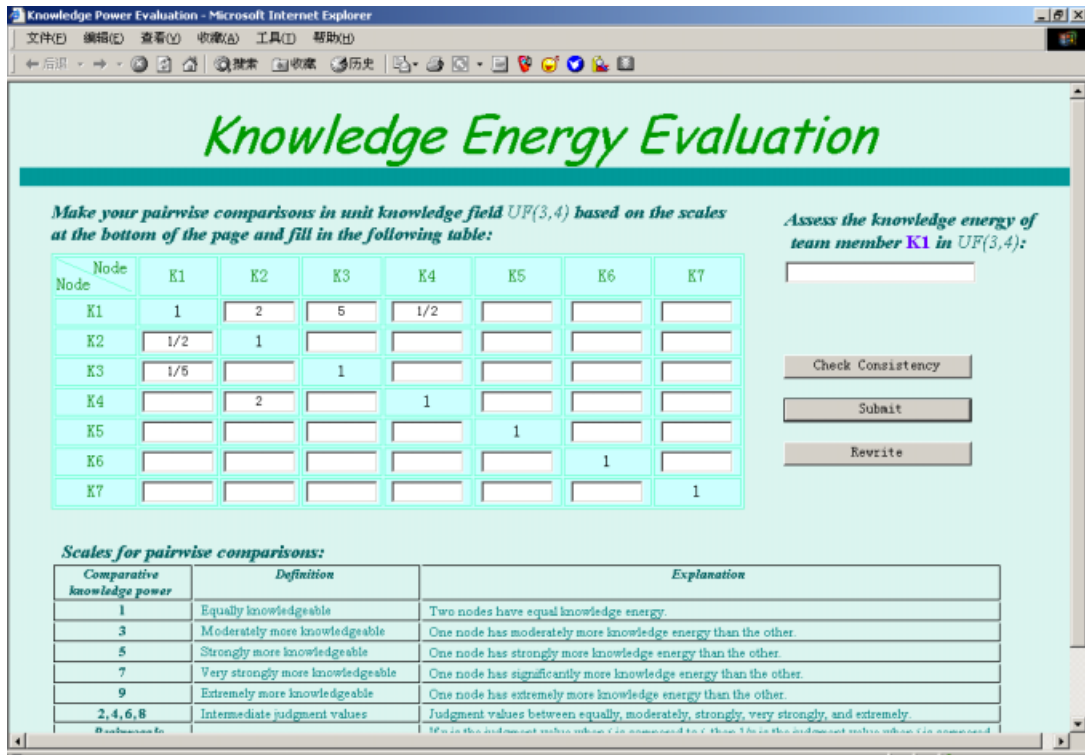 Knowledge Power Evaluation - Microsoft Internet Explorer
文件(F) 编辑(E) 查看(V) 收藏(A) 工具(T) 帮助(H)
后退 搜索 收藏 历史
Knowledge Energy Evaluation
Make your pairwise comparisons in unit knowledge field UF(3,4) based on the scales
at the bottom of the page and fill in the following table:
Assess the knowledge energy of
team member K1 in UF(3,4):
Node
Node K1 K2 K3 K4 K5 K6 K7
K1 1 2 5 1/2
K2 1/2 1
K3 1/5 1
K4 2 1
K5 1
K6 1
K7 1
Check Consistency
Submit
Rewrite
Scales for pairwise comparisons:
Comparative
knowledge power Definition Explanation
1 Equally knowledgeable Two nodes have equal knowledge energy.
3 Moderately more knowledgeable One node has moderately more knowledge energy than the other.
5 Strongly more knowledgeable One node has strongly more knowledge energy than the other.
7 Very strongly more knowledgeable One node has significantly more knowledge energy than the other.
9 Extremely more knowledgeable One node has extremely more knowledge energy than the other.
2,4,6,8 Intermediate judgment values Judgment values between equally, moderately, strongly, very strongly, and extremely.